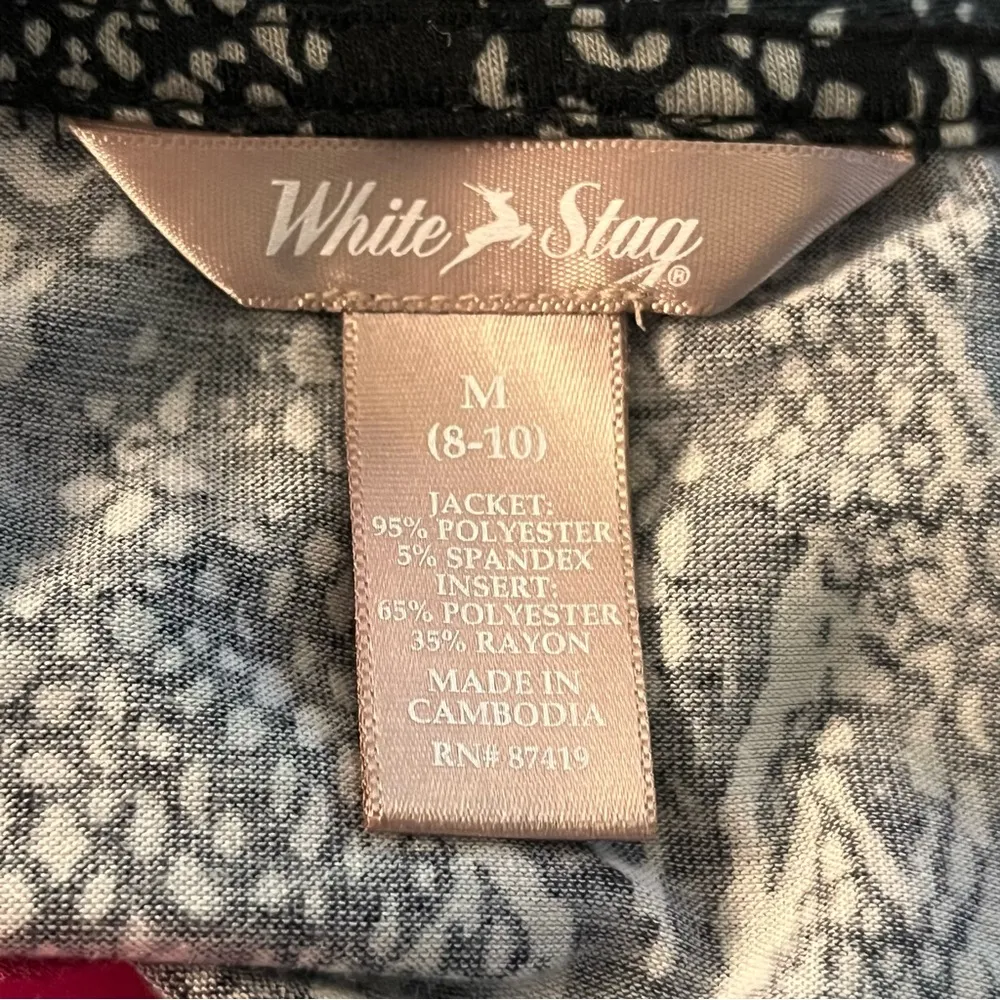 White Stag®
M
(8-10)
JACKET:
95% POLYESTER
5% SPANDEX
INSERT:
65% POLYESTER
35% RAYON
MADE IN
CAMBODIA
RN# 87419